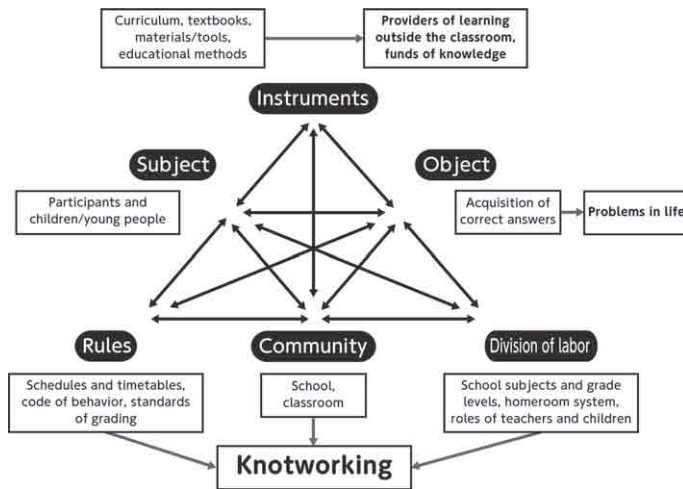 Curriculum, textbooks,
materials/tools,
educational methods
Providers of learning
outside the classroom,
funds of knowledge
Instruments
Subject
Object
Participants and
children/young people
Acquisition of
correct answers
Problems in life
Rules
Community
Division of labor
Schedules and timetables,
code of behavior, standards
of grading
School,
classroom
School subjects and grade
levels, homeroom system,
roles of teachers and children
Knotworking